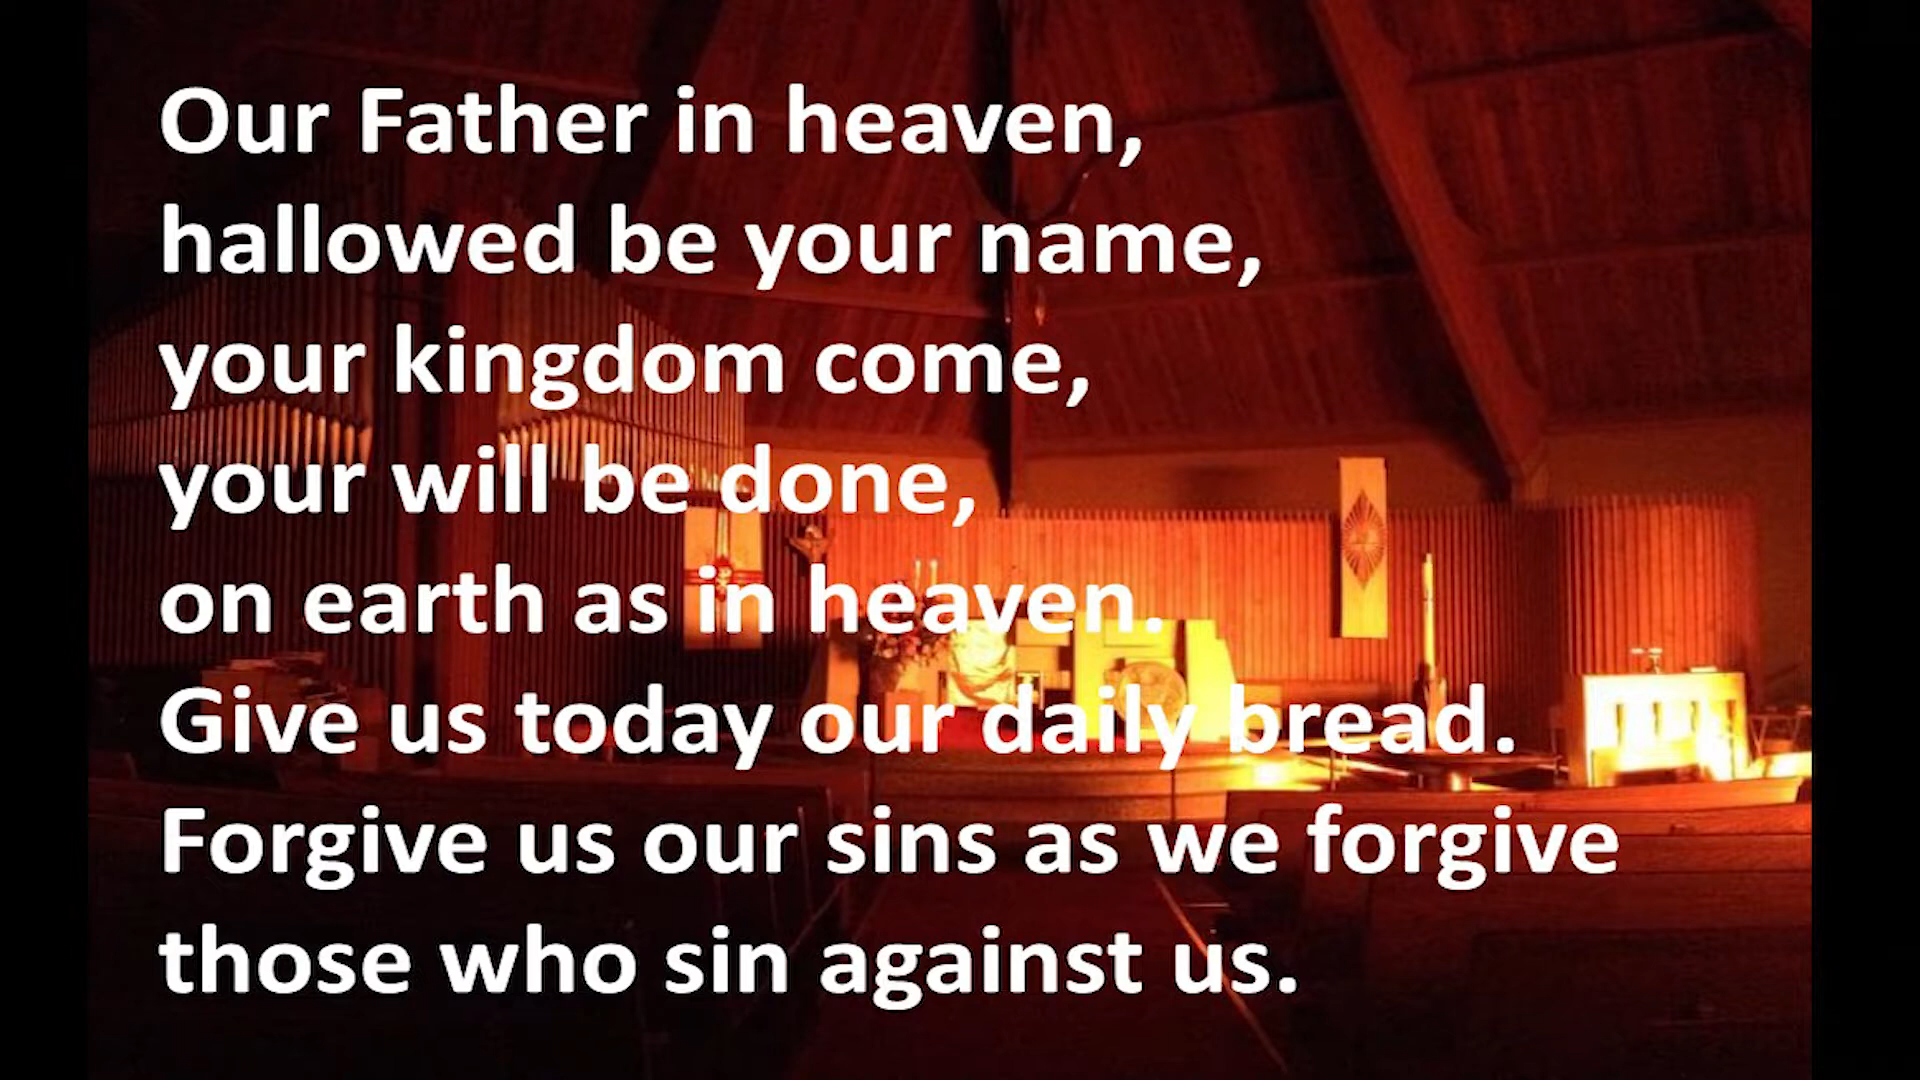 Our Father in heaven,
hallowed be your name,
your kingdom come,
your will be done,
on earth as in heaven.
Give us today our daily bread.
Forgive us our sins as we forgive
those who sin against us.